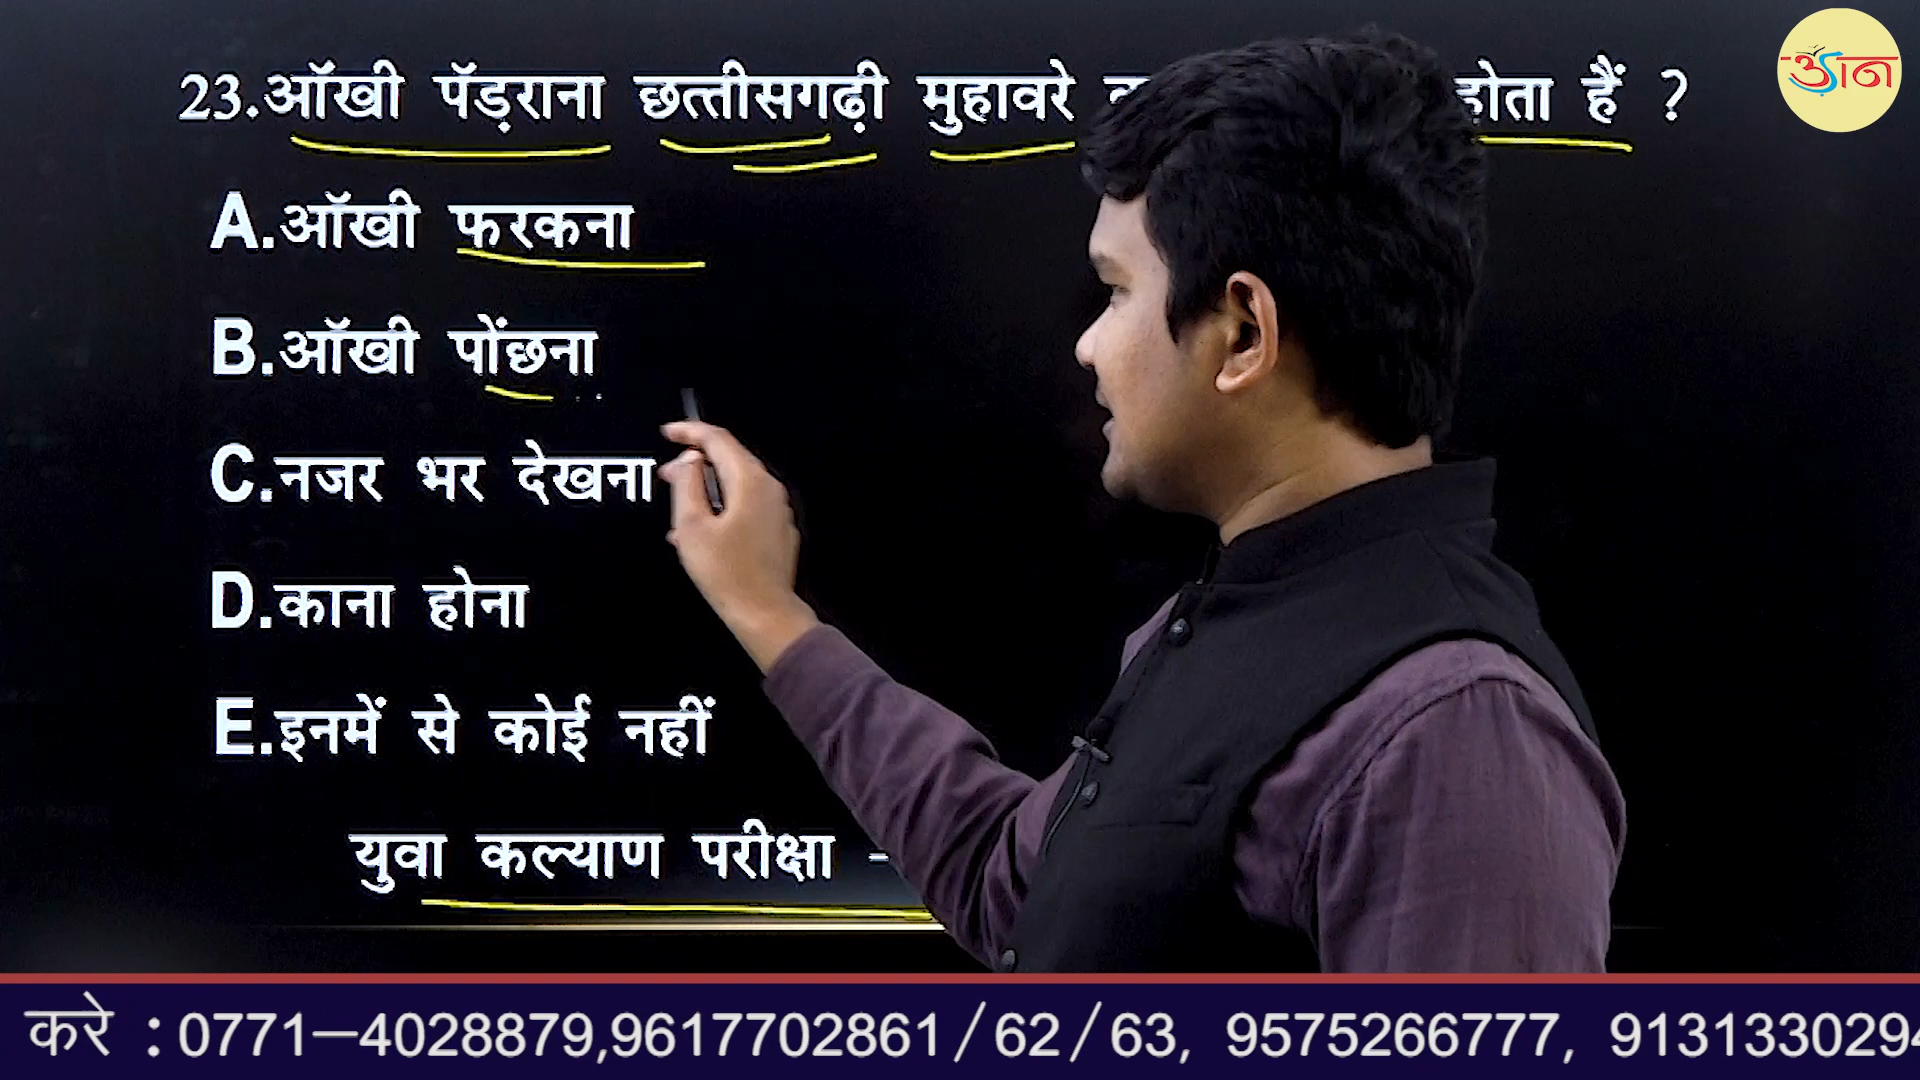 23.ऑखी पॅड़राना छत्तीसगढ़ी मुहावरे होता हैं ?
A.ऑखी फरकना
B.ऑखी पोंछना
C.नजर भर देखना
D.काना होना
E.इनमें से कोई नहीं
युवा कल्याण परीक्षा -
करे : 0771–4028879,9617702861/62/63, 9575266777, 913133029
उड़ान